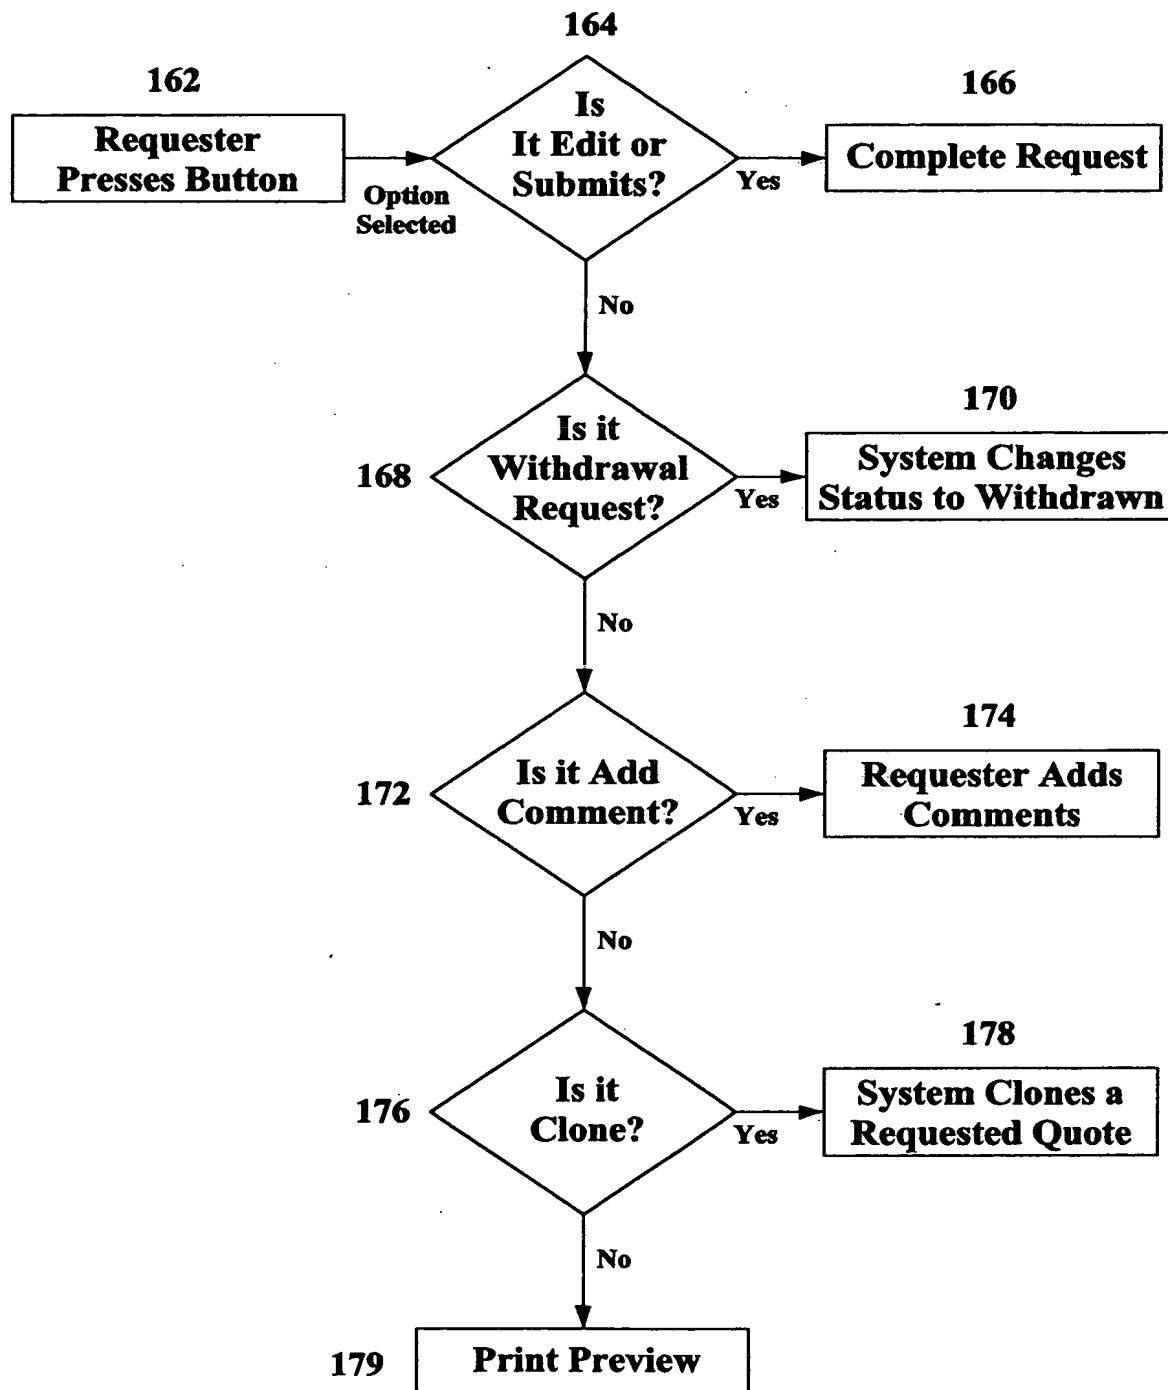 164
162
166
Is
It Edit or
Submits?
Requester
Presses Button
Complete Request
Option
Selected
Yes
No
170
Is it
Withdrawal
Request?
168
System Changes
Status to Withdrawn
Yes
No
174
Is it Add
Comment?
172
Requester Adds
Comments
Yes
No
178
Is it
Clone?
176
System Clones a
Requested Quote
Yes
No
179
Print Preview